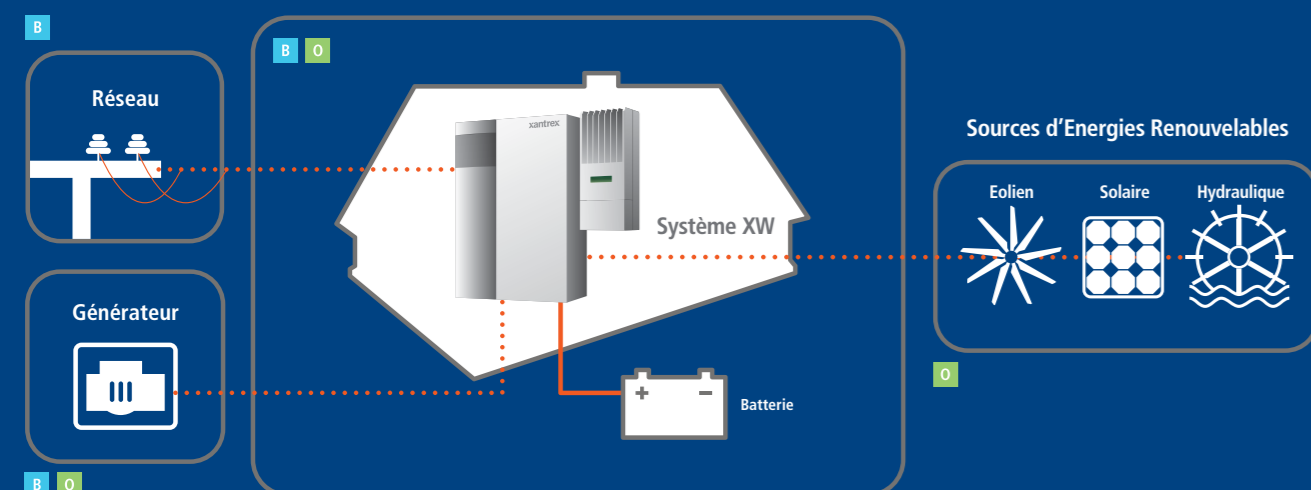 B
B O
Réseau
xantrex
Sources d’Energies Renouvelables
Eolien
Solaire
Hydraulique
Système XW
Générateur
+ −
Batterie
O
B O